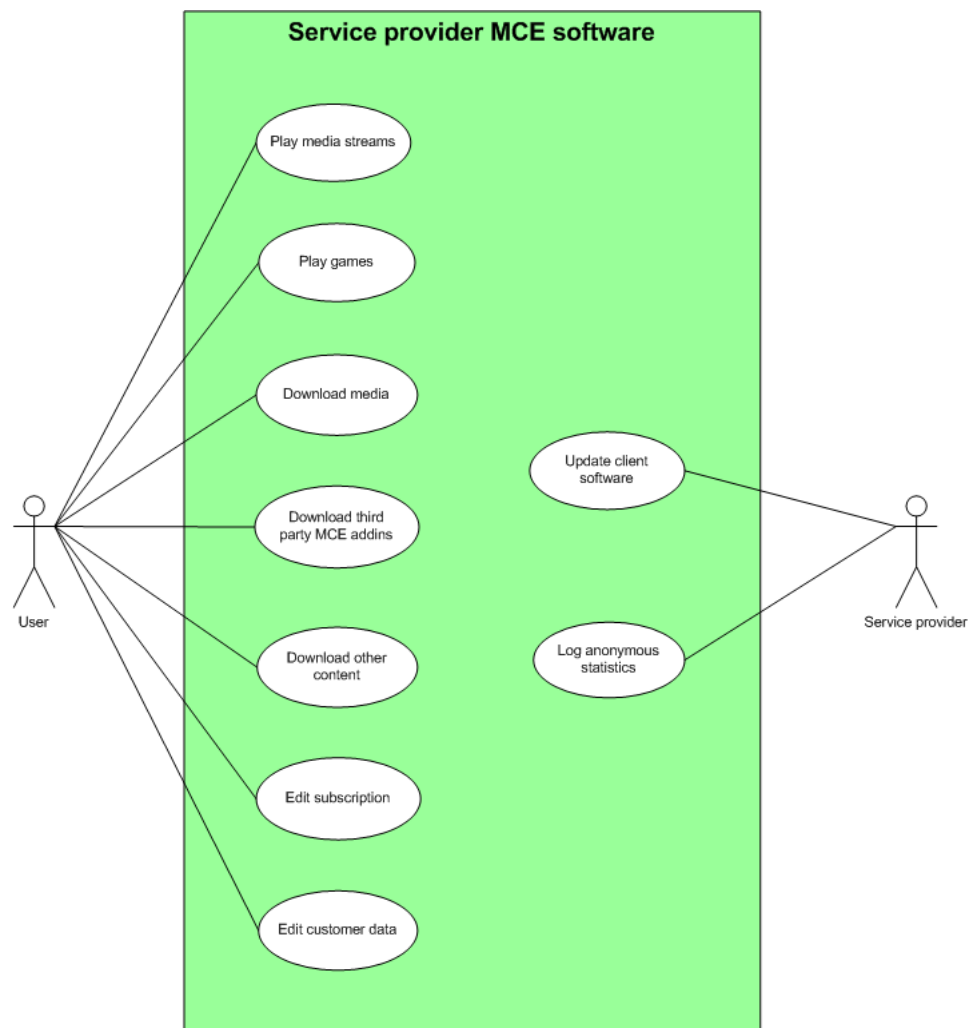 Service provider MCE software
Play media streams
Play games
Download media
Update client
software
Download third
party MCE addins
User
Service provider
Log anonymous
statistics
Download other
content
Edit subscription
Edit customer data